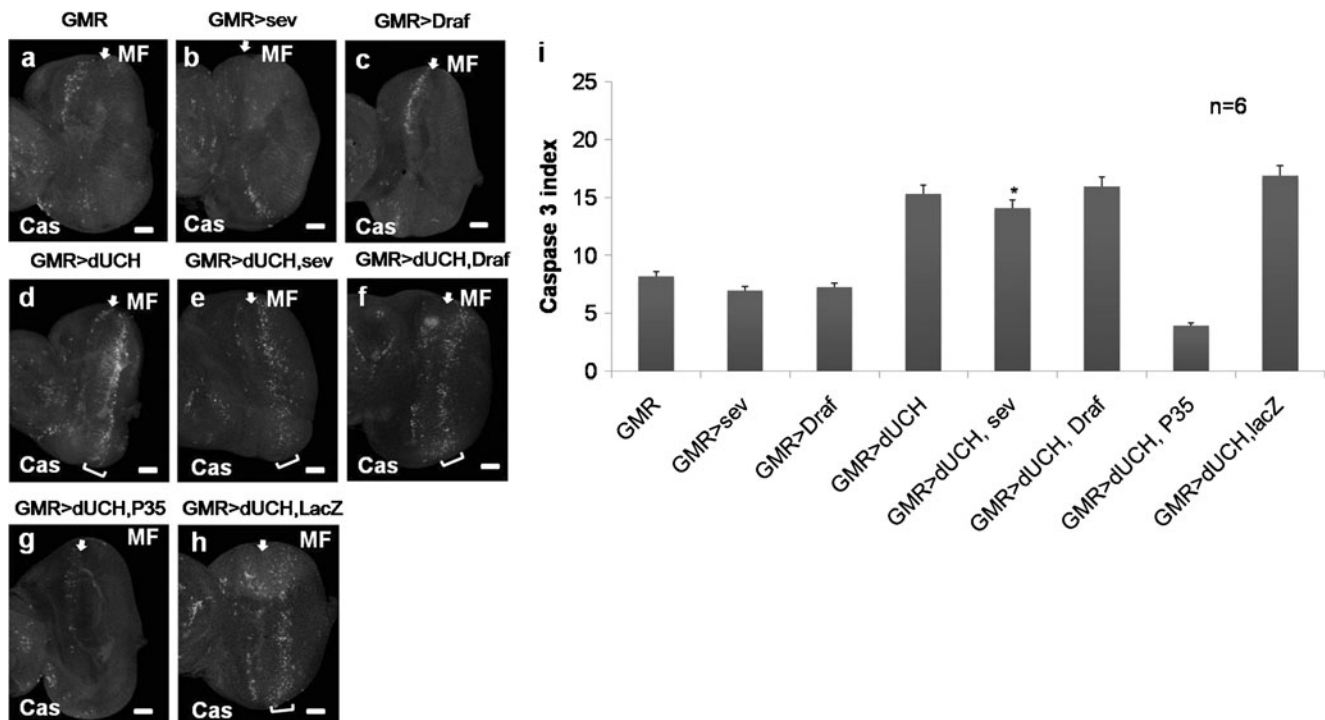 GMR
GMR>sev
GMR>Draf
a
MF
b
MF
c
MF
Cas
Cas
Cas
GMR>dUCH
GMR>dUCH,sev
GMR>dUCH,Draf
d
MF
e
MF
f
MF
Cas
Cas
Cas
GMR>dUCH,P35
GMR>dUCH,LacZ
g
MF
h
MF
Cas
Cas
i
n=6
*
Caspase 3 index
25
20
15
10
5
0
GMR
GMR>sev
GMR>Draf
GMR>dUCH
GMR>dUCH, sev
GMR>dUCH, Draf
GMR>dUCH, P35
GMR>dUCH,lacZ